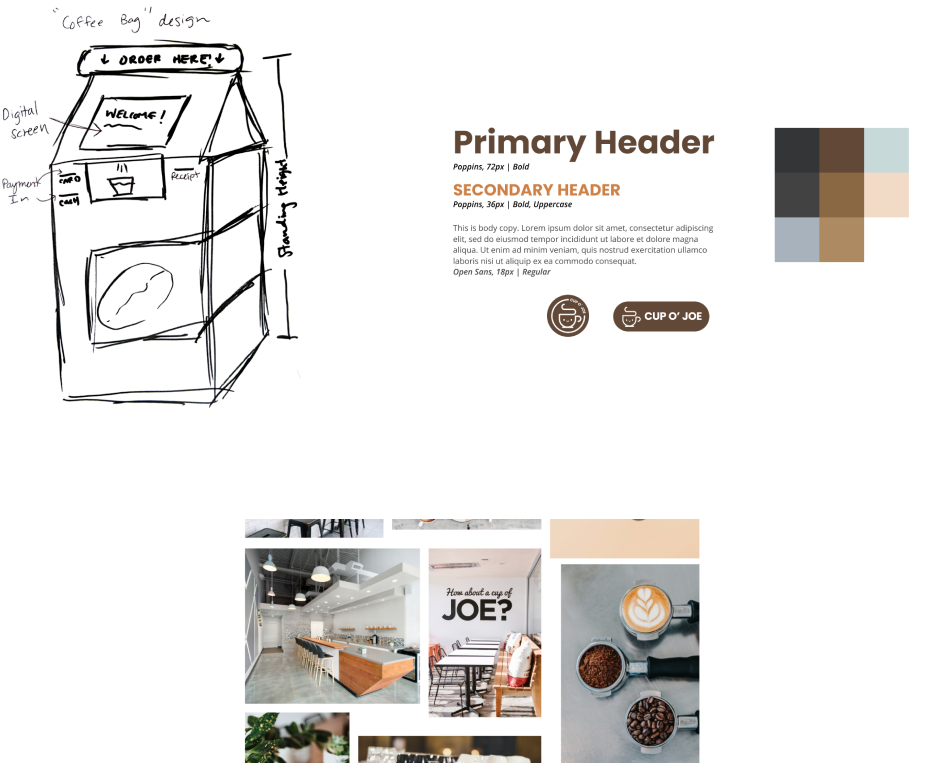 "Coffee Bag" design
↓ ORDER HERE! ↓
Digital
screen
WELCOME!
Payment
In
CARD
CASH
Receipt
Standing Height
Primary Header
Poppins, 72px | Bold
SECONDARY HEADER
Poppins, 36px | Bold, Uppercase
This is body copy. Lorem ipsum dolor sit amet, consectetur adipiscing
elit, sed do eiusmod tempor incididunt ut labore et dolore magna
aliqua. Ut enim ad minim veniam, quis nostrud exercitation ullamco
laboris nisi ut aliquip ex ea commodo consequat.
Open Sans, 18px | Regular
CUP O' JOE
CUP O’ JOE
How about a cup of
JOE?